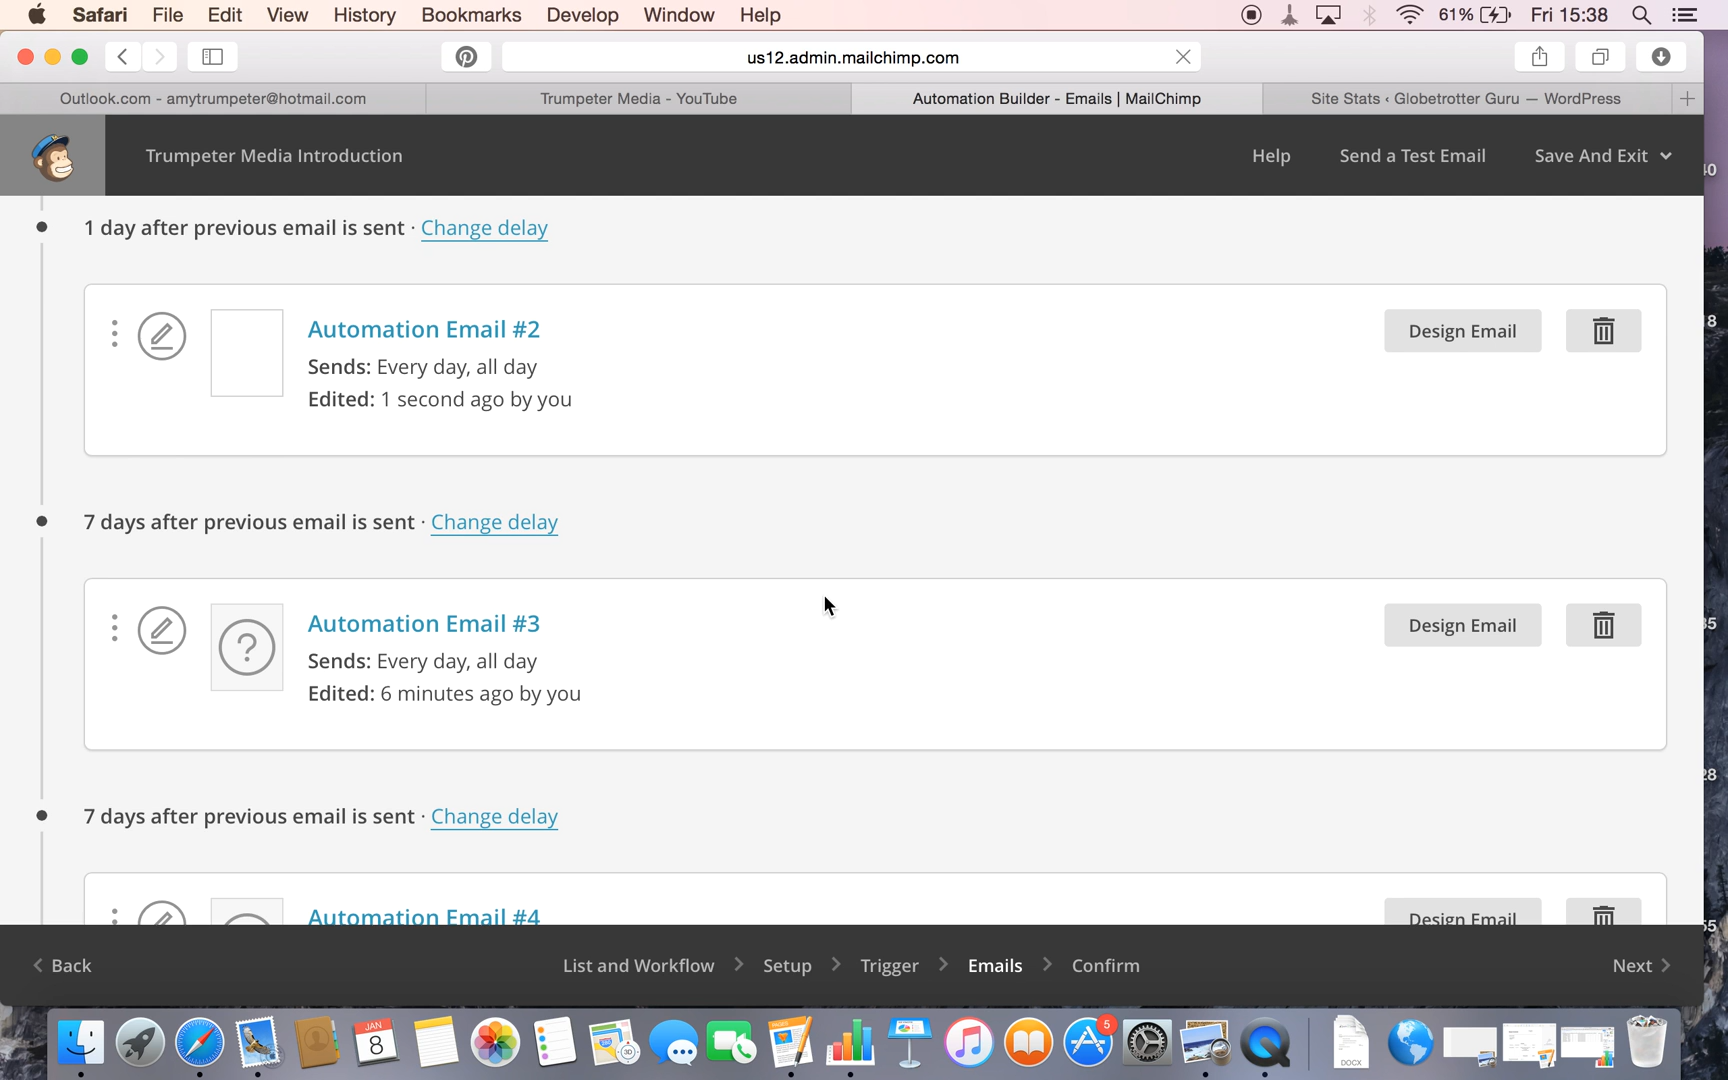 Safari File Edit View History Bookmarks Develop Window Help 61% Fri 15:38
us12.admin.mailchimp.com
Outlook.com - amytrumpeter@hotmail.com Trumpeter Media - YouTube Automation Builder - Emails | MailChimp Site Stats ‹ Globetrotter Guru — WordPress
Trumpeter Media Introduction Help Send a Test Email Save And Exit
1 day after previous email is sent · Change delay
Automation Email #2 Design Email
Sends: Every day, all day
Edited: 1 second ago by you
7 days after previous email is sent · Change delay
Automation Email #3 Design Email
Sends: Every day, all day
Edited: 6 minutes ago by you
7 days after previous email is sent · Change delay
Automation Email #4 Design Email
Back List and Workflow Setup Trigger Emails Confirm Next
JAN
8
3D
5
DOCX